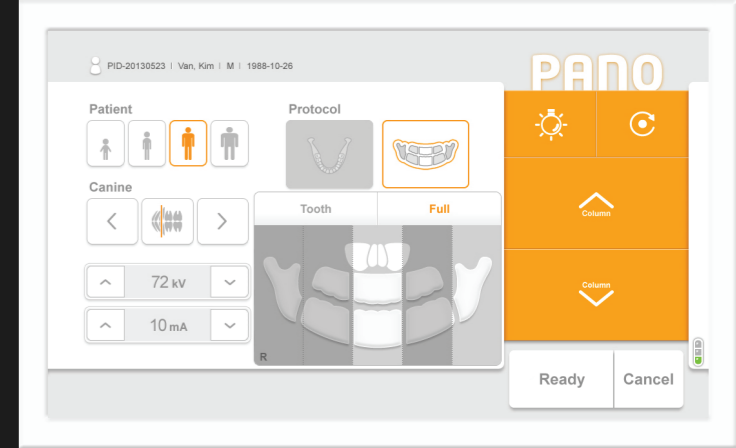 PID-20130523 | Van, Kim | M | 1988-10-26
PANO
Patient
Protocol
Canine
Tooth
Full
72 kV
10 mA
R
Column
Column
Ready
Cancel